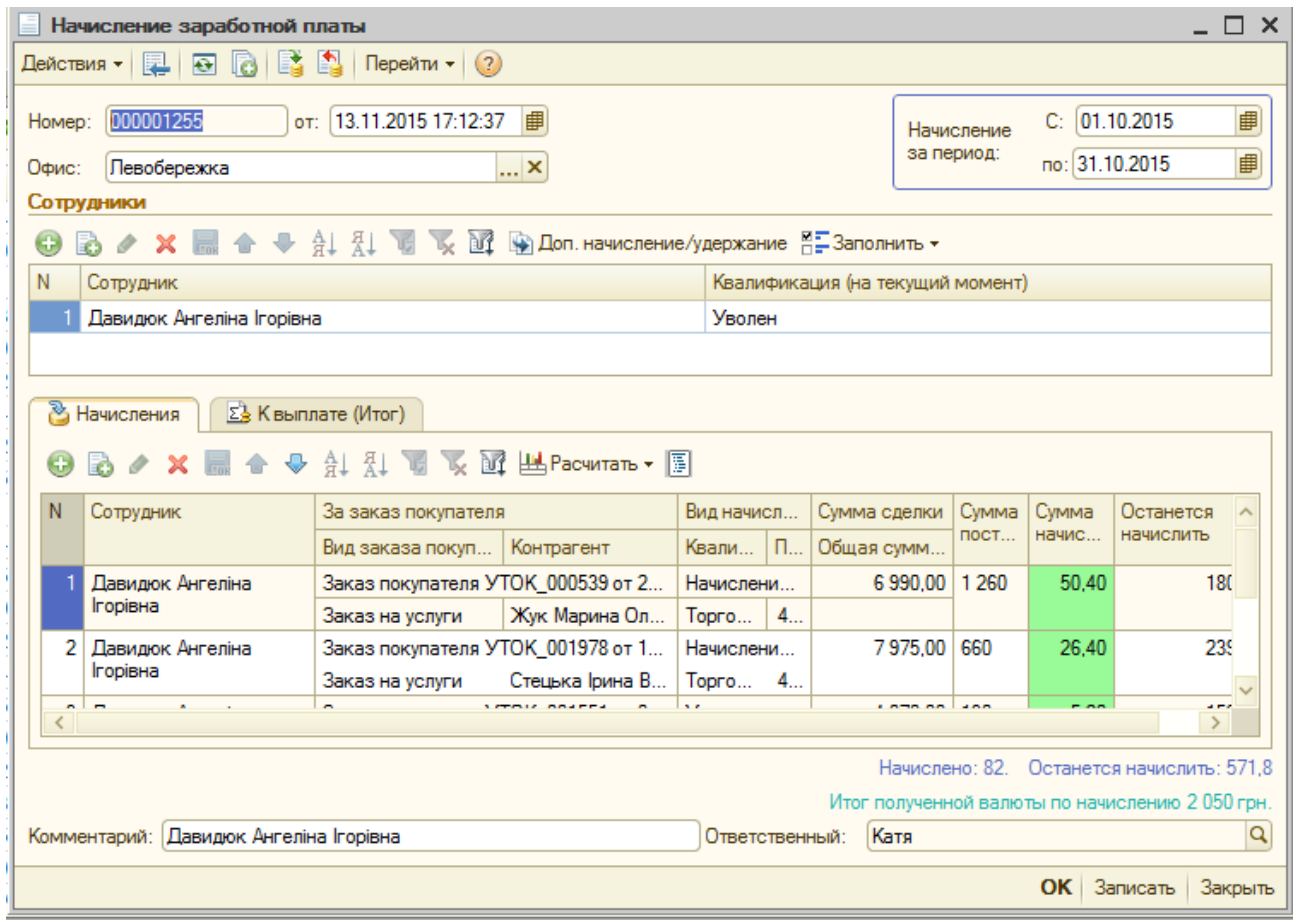 Начисление заработной платы
Действия Перейти
Номер: 000001255 от: 13.11.2015 17:12:37
Начисление за период: С: 01.10.2015
по: 31.10.2015
Офис: Левобережка ...
Сотрудники
Доп. начисление/удержание Заполнить
N Сотрудник Квалификация (на текущий момент)
1 Давидюк Ангеліна Ігорівна Уволен
Начисления К выплате (Итог)
Расчитать
N Сотрудник За заказ покупателя Вид начисл... Сумма сделки Сумма пост... Сумма начис... Останется начислить
Вид заказа покуп... Контрагент Квали... П... Общая сумм...
1 Давидюк Ангеліна Ігорівна Заказ покупателя УТОК_000539 от 2... Начислени... 6 990,00 1 260 50,40 180
Заказ на услуги Жук Марина Ол... Торго... 4...
2 Давидюк Ангеліна Ігорівна Заказ покупателя УТОК_001978 от 1... Начислени... 7 975,00 660 26,40 239
Заказ на услуги Стецька Ірина В... Торго... 4...
Начислено: 82. Останется начислить: 571,8
Итог полученной валюты по начислению 2 050 грн.
Комментарий: Давидюк Ангеліна Ігорівна Ответственный: Катя
OK Записать Закрыть